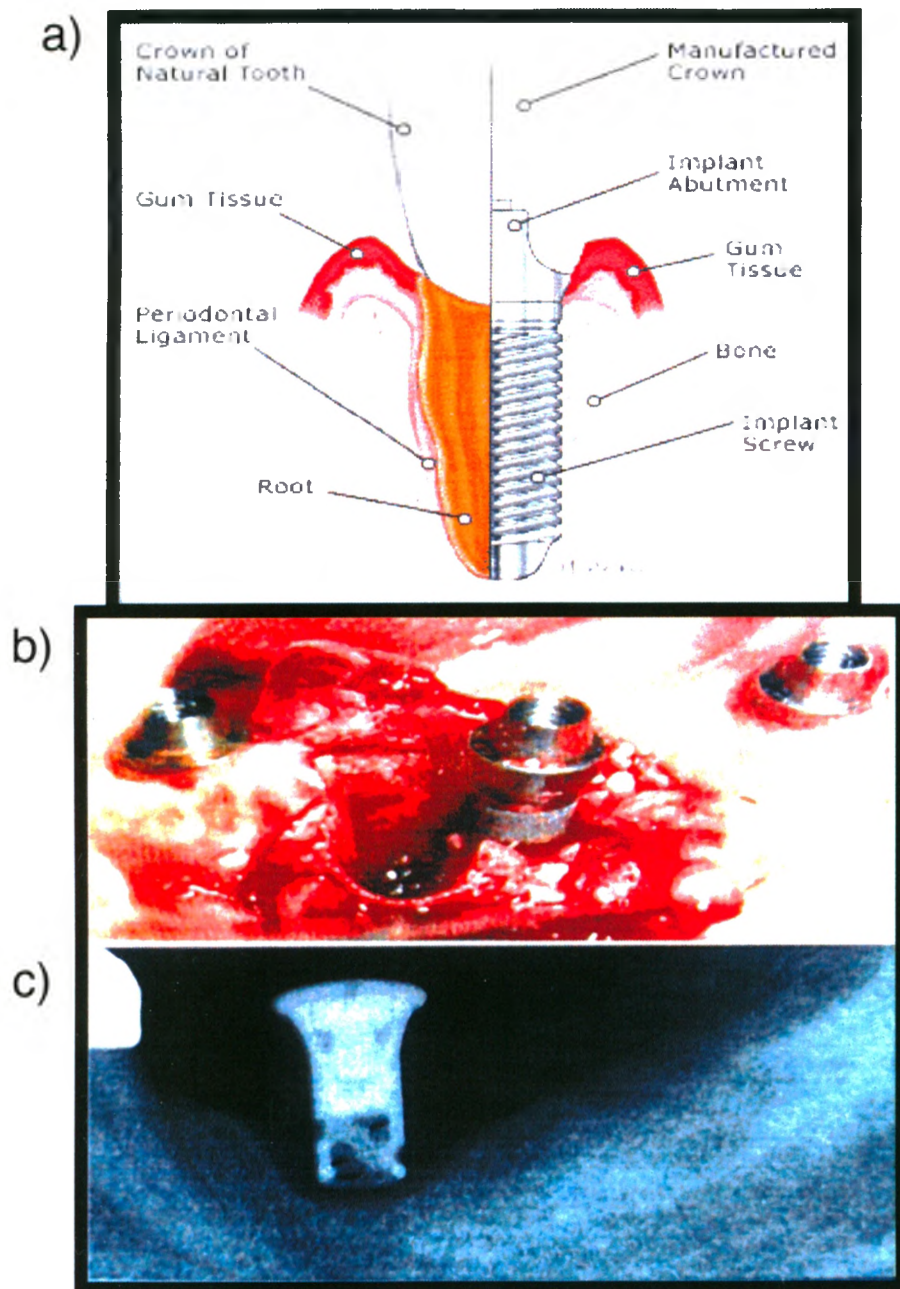 a)
Crown of
Natural Tooth
Manufactured
Crown
Implant
Abutment
Gum Tissue
Gum
Tissue
Periodontal
Ligament
Bone
Implant
Screw
Root
b)
c)